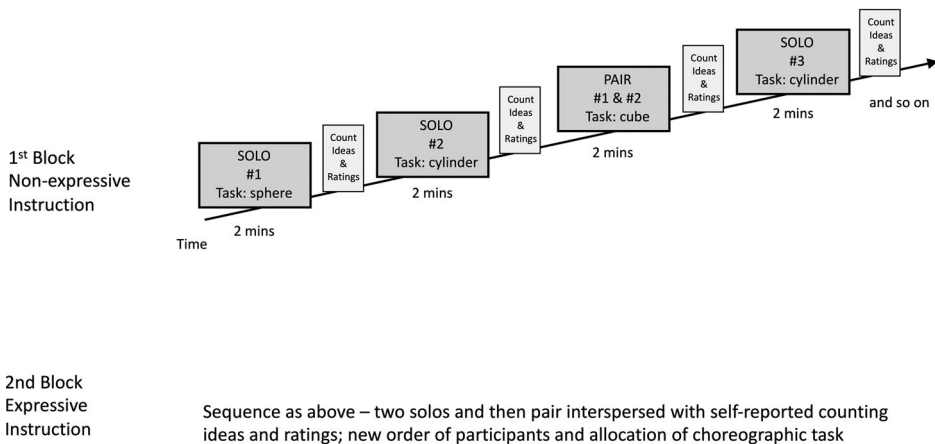 SOLO
#1
Task: sphere
2 mins
Count
Ideas
&
Ratings
SOLO
#2
Task: cylinder
2 mins
Count
Ideas
&
Ratings
PAIR
#1 & #2
Task: cube
2 mins
Count
Ideas
&
Ratings
SOLO
#3
Task: cylinder
2 mins
Count
Ideas
&
Ratings
and so on
1st Block
Non-expressive
Instruction
Time
2nd Block
Expressive
Instruction
Sequence as above – two solos and then pair interspersed with self-reported counting
ideas and ratings; new order of participants and allocation of choreographic task